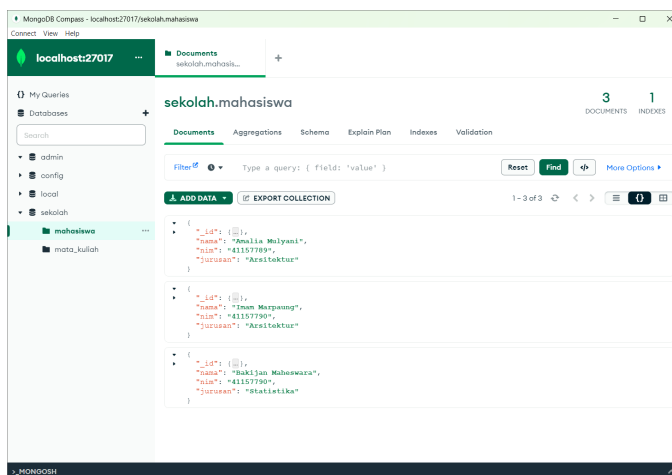 MongoDB Compass - localhost:27017/sekolah.mahasiswa
Connect View Help
localhost:27017 ...
Documents
sekolah.mahasis...
+
{} My Queries
Databases +
Search
admin
config
local
sekolah
mahasiswa ...
mata_kuliah
sekolah.mahasiswa
3
DOCUMENTS
1
INDEXES
Documents Aggregations Schema Explain Plan Indexes Validation
Filter Type a query: { field: 'value' } Reset Find </> More Options
ADD DATA EXPORT COLLECTION 1 – 3 of 3 < > {}
{
"_id": {…},
"nama": "Amalia Mulyani",
"nim": "41157789",
"jurusan": "Arsitektur"
}
{
"_id": {…},
"nama": "Imam Marpaung",
"nim": "41157790",
"jurusan": "Arsitektur"
}
{
"_id": {…},
"nama": "Bakijan Maheswara",
"nim": "41157790",
"jurusan": "Statistika"
}
>_MONGOSH